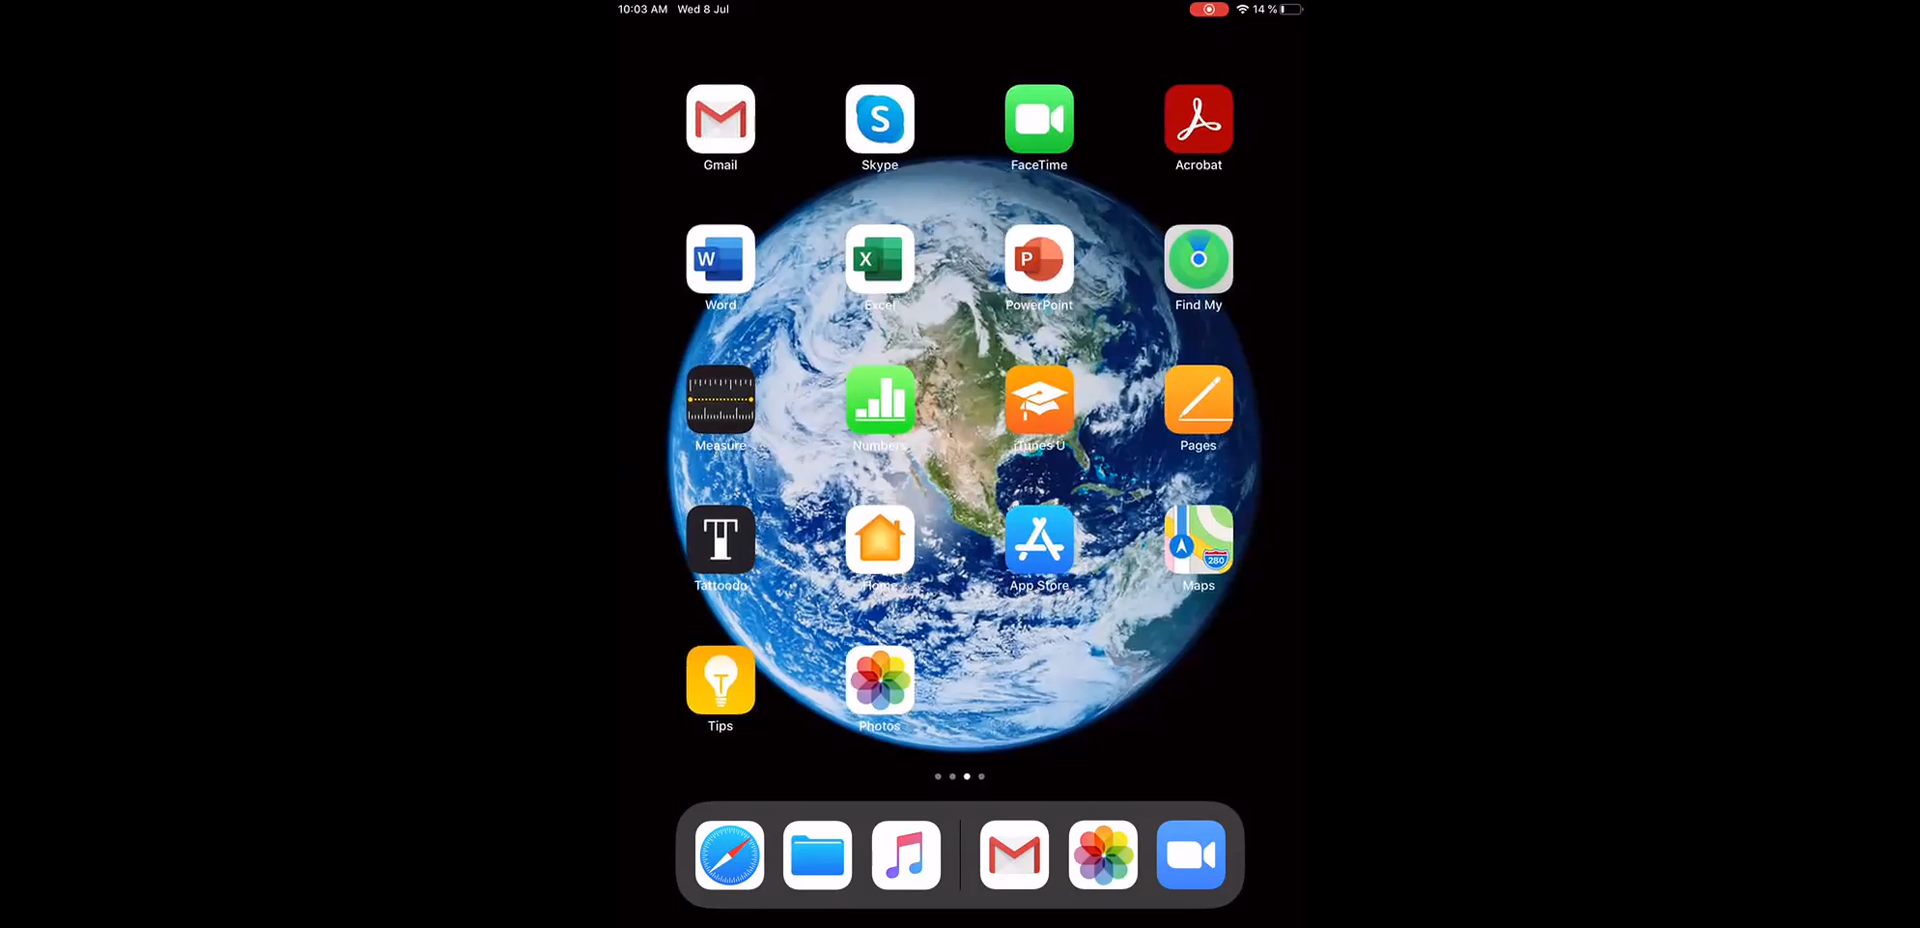 10:03 AM Wed 8 Jul 14 %
Gmail Skype FaceTime Acrobat
Word Excel PowerPoint Find My
Measure Numbers iTunes U Pages
280
Tattoodo Home App Store Maps
Tips Photos